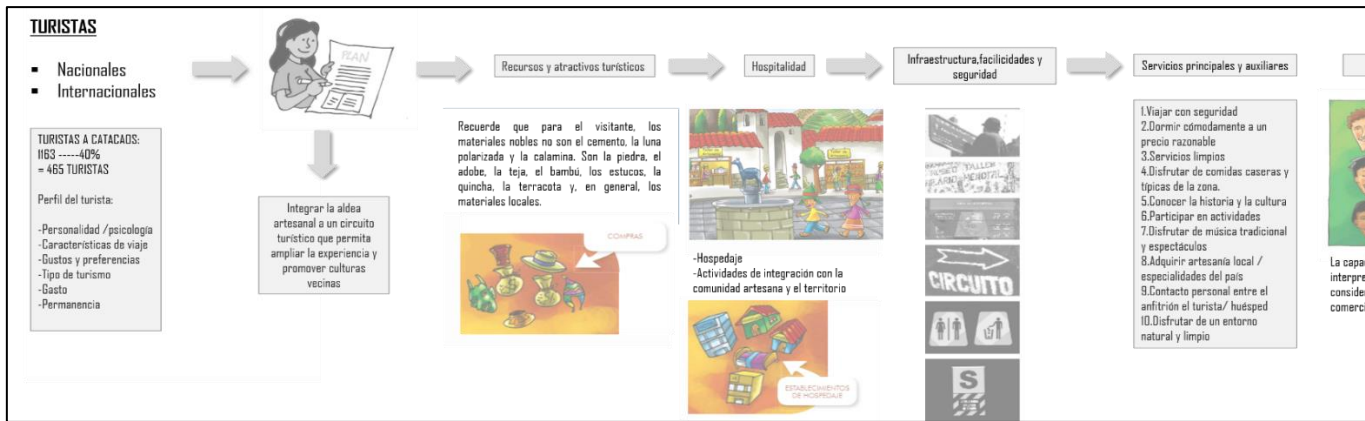 TURISTAS
▪ Nacionales
▪ Internacionales
TURISTAS A CATACAOS:
1163 -----40%
= 465 TURISTAS
Perfil del turista:
-Personalidad /psicología
-Características de viaje
-Gustos y preferencias
-Tipo de turismo
-Gasto
-Permanencia
PLAN
Integrar la aldea
artesanal a un circuito
turístico que permita
ampliar la experiencia y
promover culturas
vecinas
Recursos y atractivos turísticos
Recuerde que para el visitante, los
materiales nobles no son el cemento, la luna
polarizada y la calamina. Son la piedra, el
adobe, la teja, el bambú, los estucos, la
quincha, la terracota y, en general, los
materiales locales.
COMPRAS
Hospitalidad
-Hospedaje
-Actividades de integración con la
comunidad artesana y el territorio
ESTABLECIMIENTOS
DE HOSPEDAJE
Infraestructura,facilidades y
seguridad
TALLER
CIRCUITO
S
Servicios principales y auxiliares
1.Viajar con seguridad
2.Dormir cómodamente a un
precio razonable
3.Servicios limpios
4.Disfrutar de comidas caseras y
típicas de la zona.
5.Conocer la historia y la cultura
6.Participar en actividades
7.Disfrutar de música tradicional
y espectáculos
8.Adquirir artesanía local /
especialidades del país
9.Contacto personal entre el
anfitrión el turista/ huésped
10.Disfrutar de un entorno
natural y limpio
La capa
interpre
consider
comerci